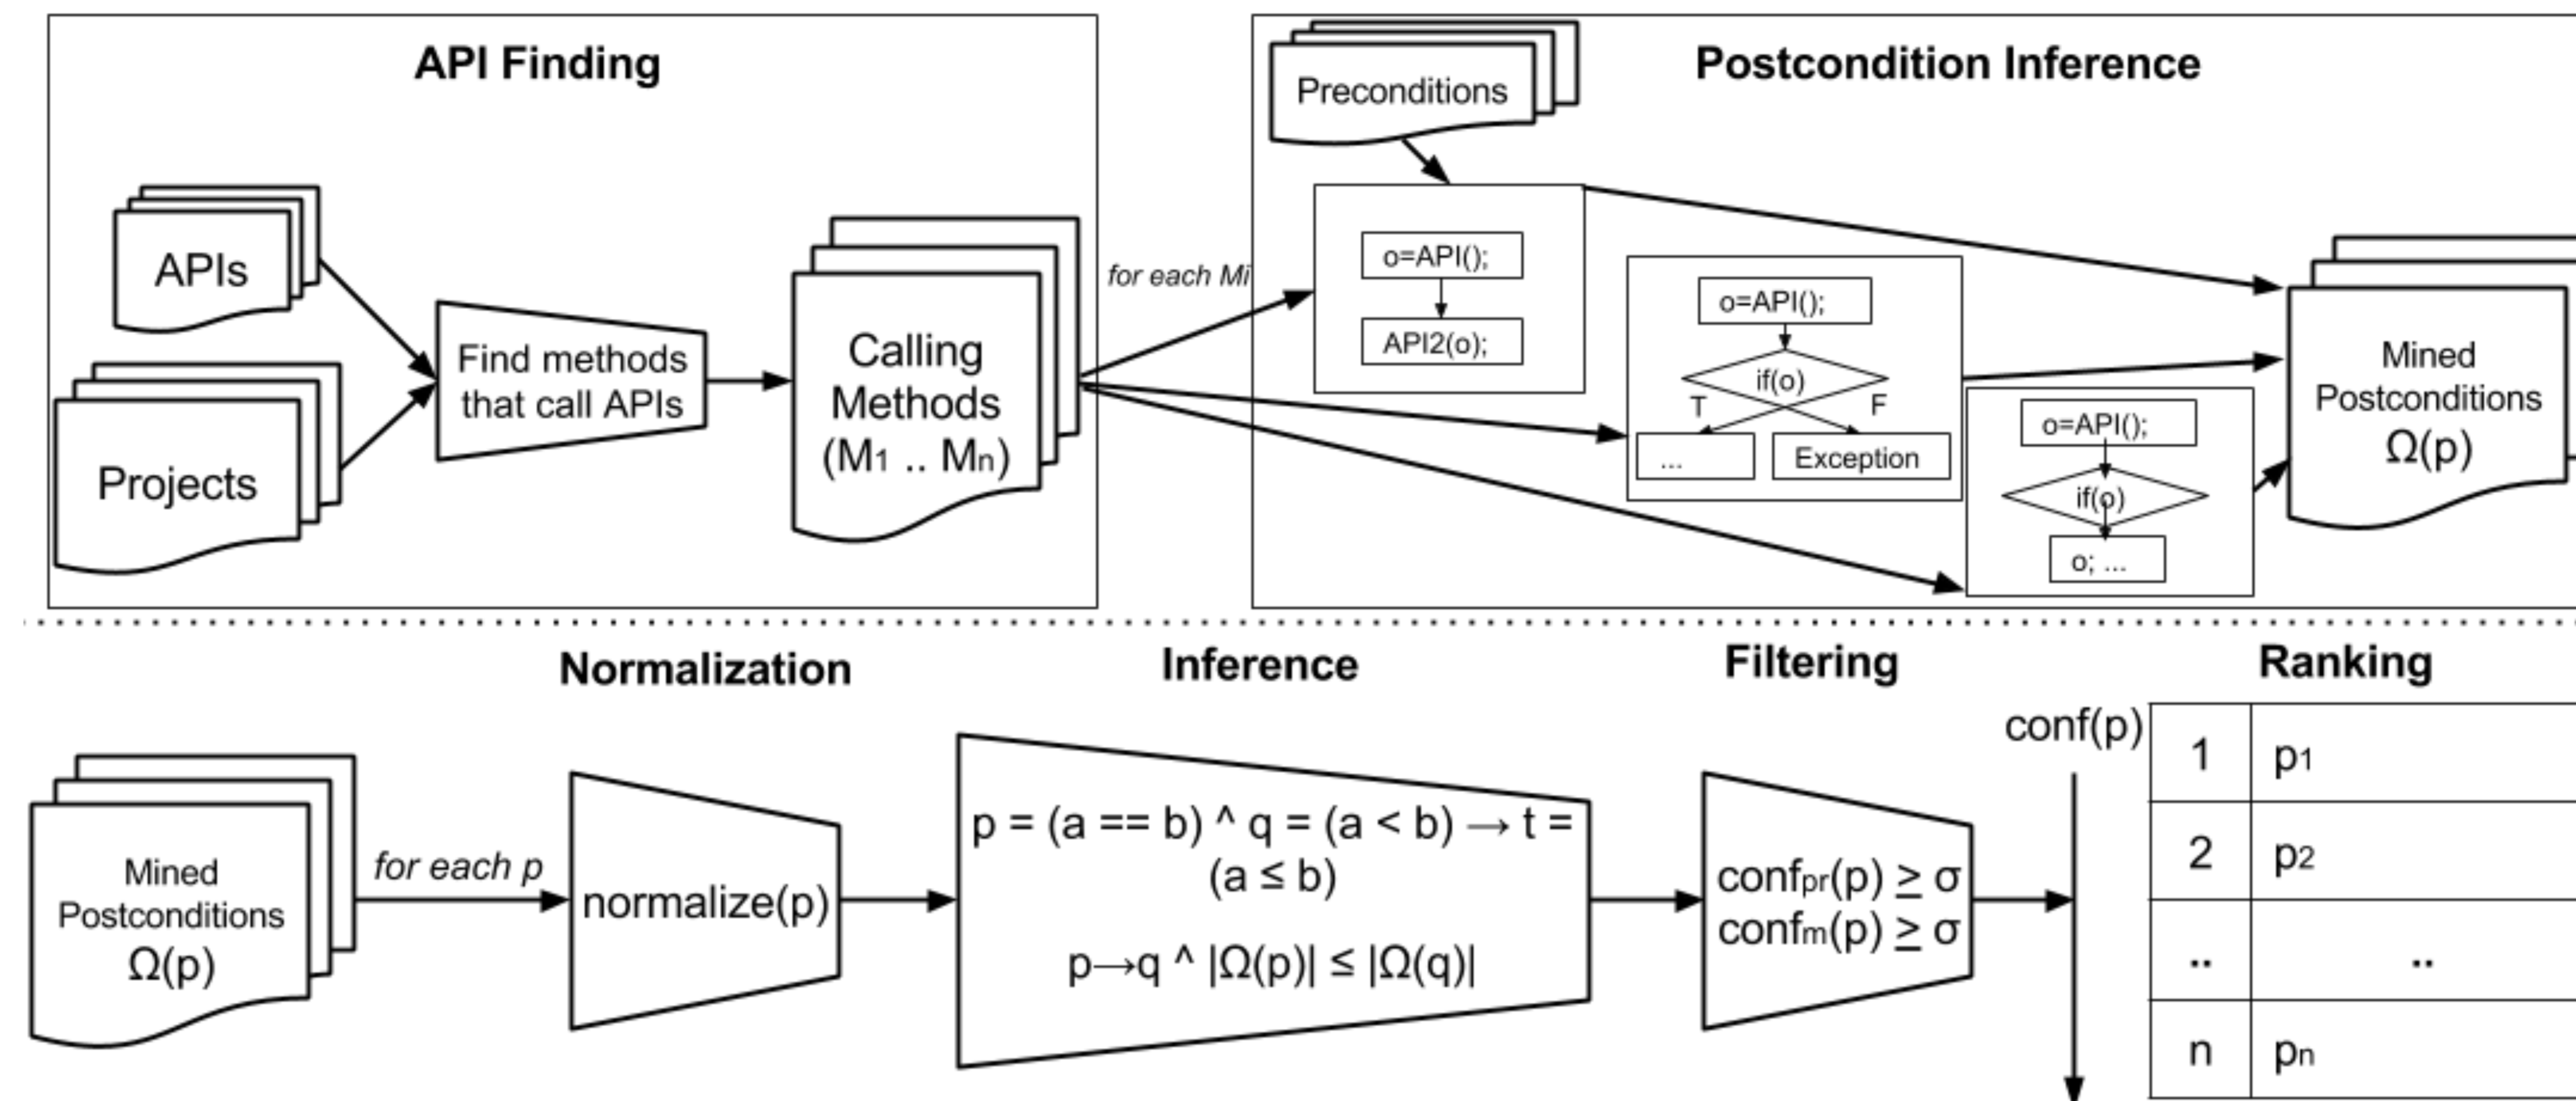 API Finding
APIs
Projects
Find methods
that call APIs
Calling
Methods
(M1 .. Mn)
for each Mi
Postcondition Inference
Preconditions
o=API();
API2(o);
o=API();
if(o)
T
F
...
Exception
o=API();
if(o)
o; ...
Mined
Postconditions
Ω(p)
Normalization
Inference
Filtering
Ranking
Mined
Postconditions
Ω(p)
for each p
normalize(p)
p = (a == b) ^ q = (a < b) → t =
(a ≤ b)
p→q ^ |Ω(p)| ≤ |Ω(q)|
confpr(p) ≥ σ
confm(p) ≥ σ
conf(p)
1 p1
2 p2
.. ..
n pn